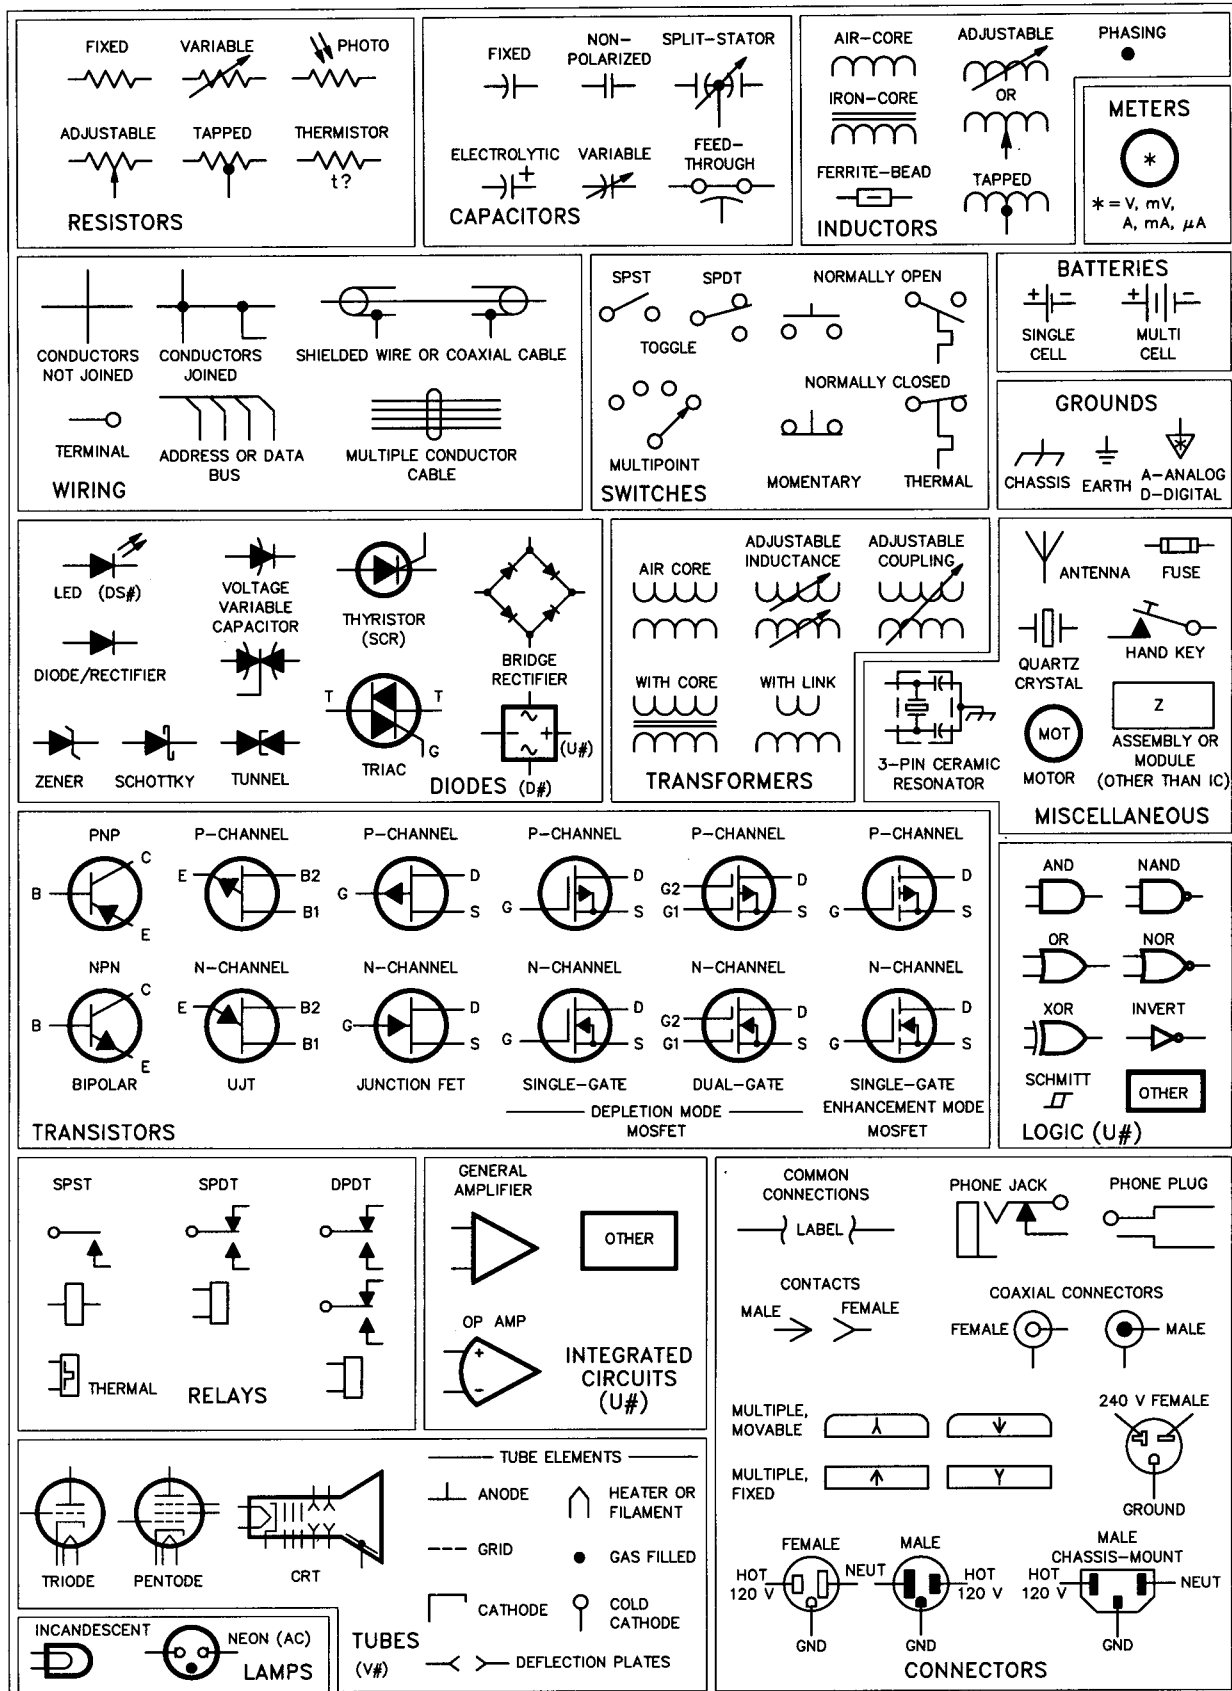 FIXED
VARIABLE
PHOTO
ADJUSTABLE
TAPPED
THERMISTOR
t?
RESISTORS
FIXED
NON-
POLARIZED
SPLIT-STATOR
ELECTROLYTIC
+
VARIABLE
FEED-
THROUGH
CAPACITORS
AIR-CORE
ADJUSTABLE
PHASING
IRON-CORE
OR
FERRITE-BEAD
TAPPED
INDUCTORS
METERS
*
*=V, mV,
A, mA, μA
CONDUCTORS
NOT JOINED
CONDUCTORS
JOINED
SHIELDED WIRE OR COAXIAL CABLE
TERMINAL
ADDRESS OR DATA
BUS
MULTIPLE CONDUCTOR
CABLE
WIRING
SPST
SPDT
NORMALLY OPEN
TOGGLE
NORMALLY CLOSED
MULTIPOINT
MOMENTARY
THERMAL
SWITCHES
BATTERIES
+ −
+ −
SINGLE
CELL
MULTI
CELL
GROUNDS
*
CHASSIS
EARTH
A-ANALOG
D-DIGITAL
LED (DS#)
VOLTAGE
VARIABLE
CAPACITOR
THYRISTOR
(SCR)
BRIDGE
RECTIFIER
DIODE/RECTIFIER
T T
G
TRIAC
~
− +
~
(U#)
ZENER
SCHOTTKY
TUNNEL
DIODES (D#)
AIR CORE
ADJUSTABLE
INDUCTANCE
ADJUSTABLE
COUPLING
WITH CORE
WITH LINK
TRANSFORMERS
ANTENNA
FUSE
QUARTZ
CRYSTAL
HAND KEY
3-PIN CERAMIC
RESONATOR
MOT
MOTOR
Z
ASSEMBLY OR
MODULE
(OTHER THAN IC)
MISCELLANEOUS
PNP
P-CHANNEL
P-CHANNEL
P-CHANNEL
P-CHANNEL
P-CHANNEL
B C E
E B2 B1
G D S
G D S
G2 G1 D S
G D S
NPN
N-CHANNEL
N-CHANNEL
N-CHANNEL
N-CHANNEL
N-CHANNEL
B C E
E B2 B1
G D S
G D S
G2 G1 D S
G D S
BIPOLAR
UJT
JUNCTION FET
SINGLE-GATE
DUAL-GATE
SINGLE-GATE
DEPLETION MODE
MOSFET
ENHANCEMENT MODE
MOSFET
TRANSISTORS
AND
NAND
OR
NOR
XOR
INVERT
SCHMITT
OTHER
LOGIC (U#)
SPST
SPDT
DPDT
THERMAL
RELAYS
GENERAL
AMPLIFIER
OTHER
OP AMP
+
−
INTEGRATED
CIRCUITS
(U#)
COMMON
CONNECTIONS
LABEL
PHONE JACK
PHONE PLUG
CONTACTS
MALE
FEMALE
COAXIAL CONNECTORS
FEMALE
MALE
MULTIPLE,
MOVABLE
MULTIPLE,
FIXED
240 V FEMALE
GROUND
FEMALE
HOT
120 V
NEUT
GND
MALE
HOT
120 V
GND
MALE
CHASSIS-MOUNT
HOT
120 V
NEUT
GND
CONNECTORS
TRIODE
PENTODE
CRT
TUBE ELEMENTS
ANODE
HEATER OR
FILAMENT
GRID
GAS FILLED
CATHODE
COLD
CATHODE
DEFLECTION PLATES
TUBES
(V#)
INCANDESCENT
NEON (AC)
LAMPS